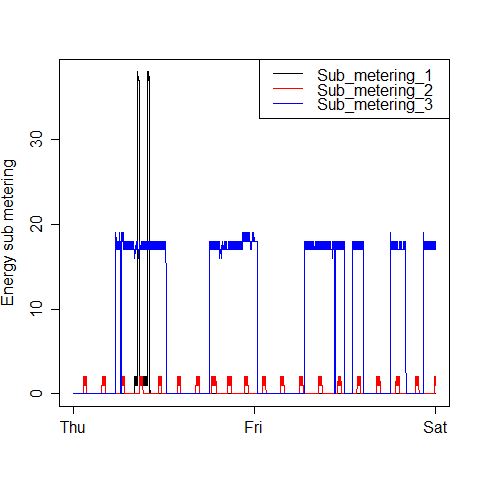 Sub_metering_1
Sub_metering_2
Sub_metering_3
Energy sub metering
30
20
10
0
Thu Fri Sat